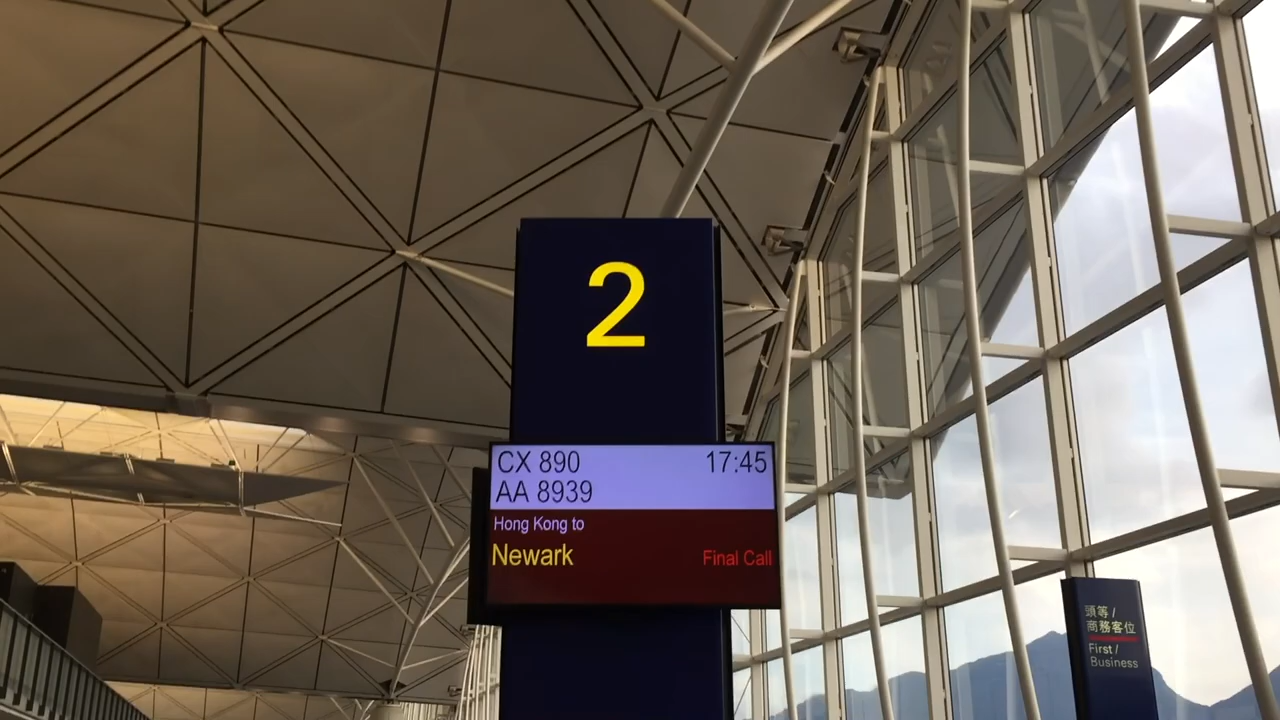 2
CX 890 17:45
AA 8939
Hong Kong to
Newark Final Call
頭等 /
商務客位
First /
Business